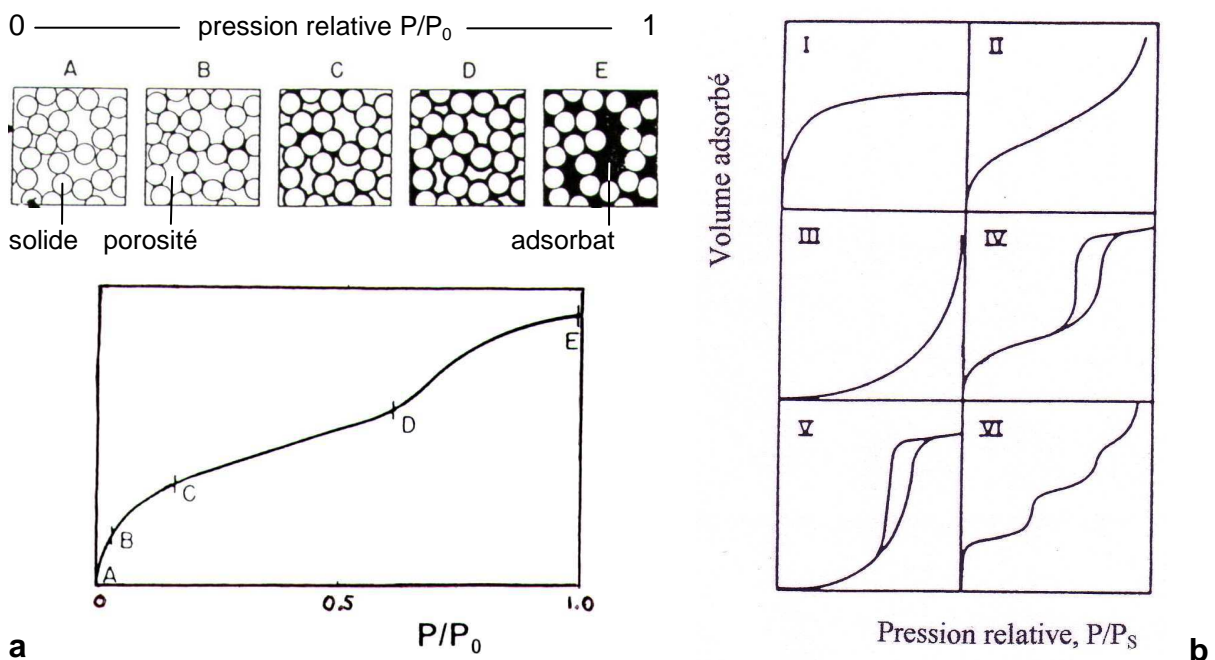 0 pression relative P/P₀ 1
A B C D E
solide porosité adsorbat
A
B
C
D
E
0 0.5 1.0
P/P₀
a
Volume adsorbé
I II
III IV
V VI
Pression relative, P/Pₛ
b